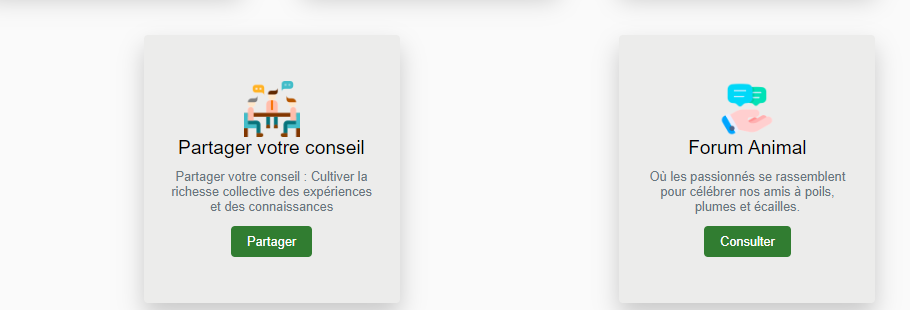 Partager votre conseil
Partager votre conseil : Cultiver la
richesse collective des expériences
et des connaissances
Partager
Forum Animal
Où les passionnés se rassemblent
pour célébrer nos amis à poils,
plumes et écailles.
Consulter